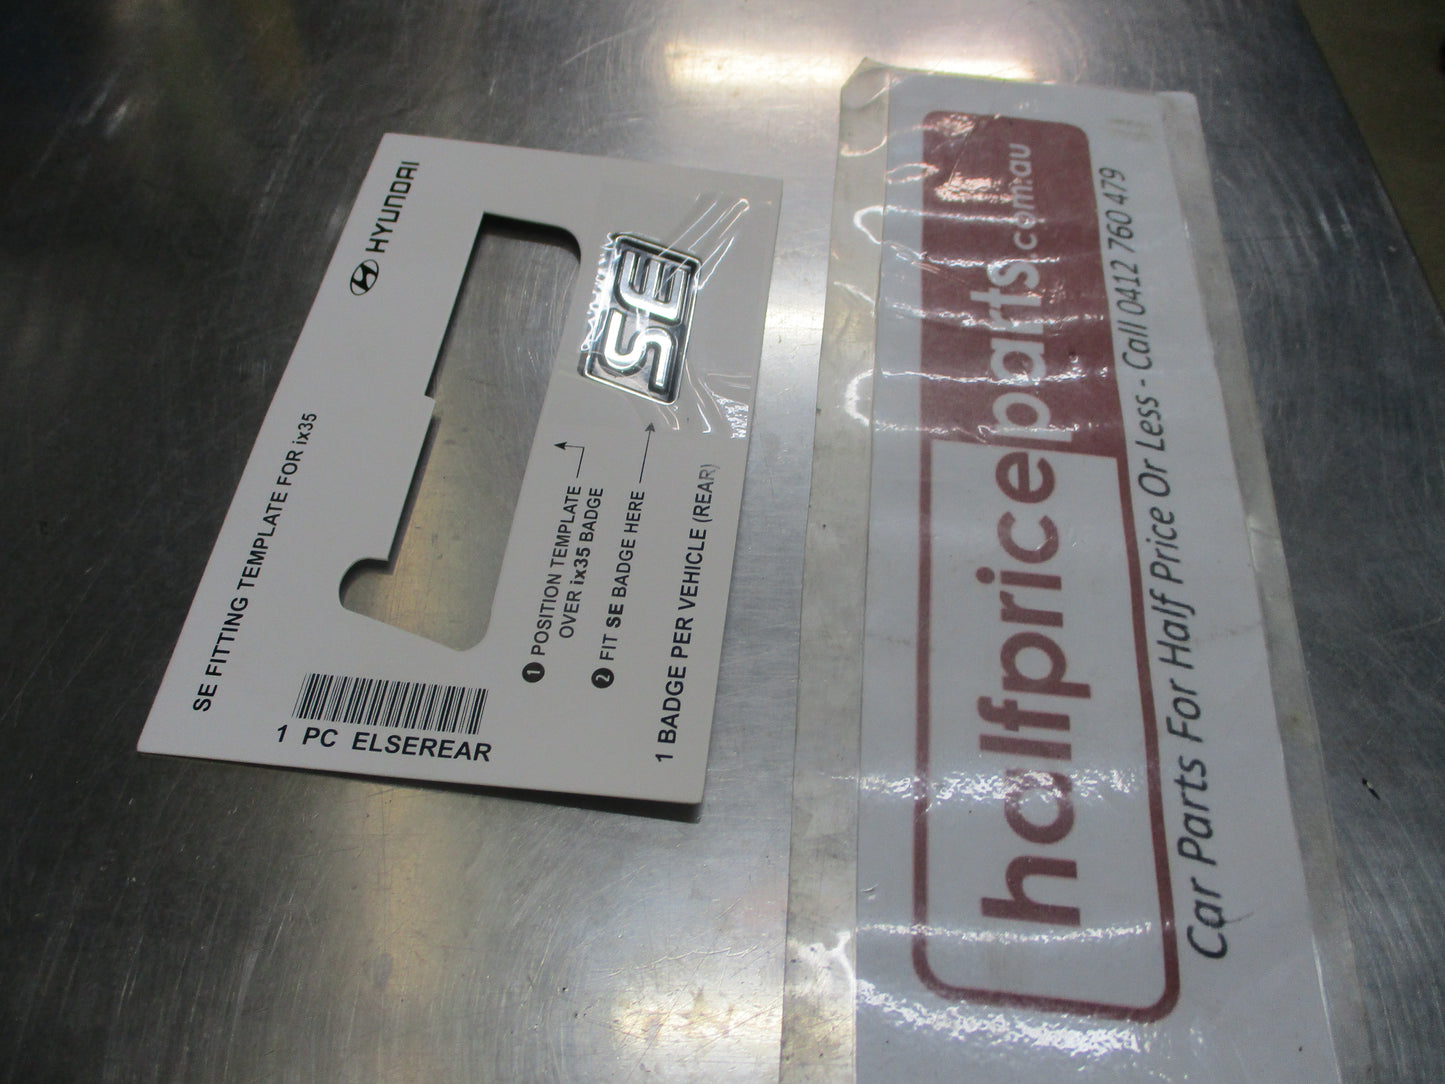 HYUNDAI
SE FITTING TEMPLATE FOR ix35
SE
1 POSITION TEMPLATE
OVER ix35 BADGE
2 FIT SE BADGE HERE
1 BADGE PER VEHICLE (REAR)
1 PC ELSEREAR
halfpriceparts.com.au
Car Parts For Half Price Or Less - Call 0412 760 479